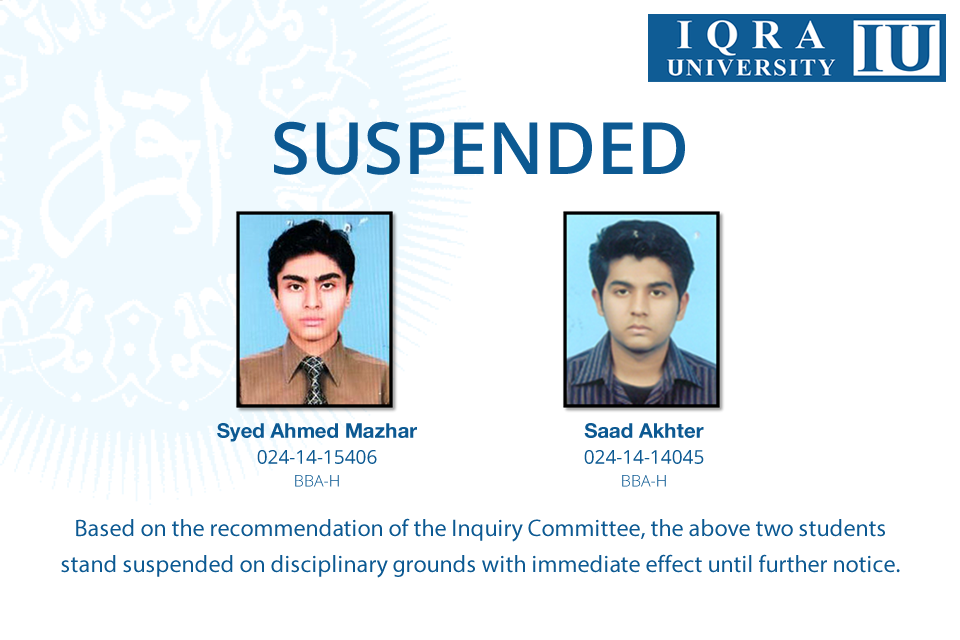 IQRA
UNIVERSITY
IU
SUSPENDED
Syed Ahmed Mazhar
024-14-15406
BBA-H
Saad Akhter
024-14-14045
BBA-H
Based on the recommendation of the Inquiry Committee, the above two students
stand suspended on disciplinary grounds with immediate effect until further notice.